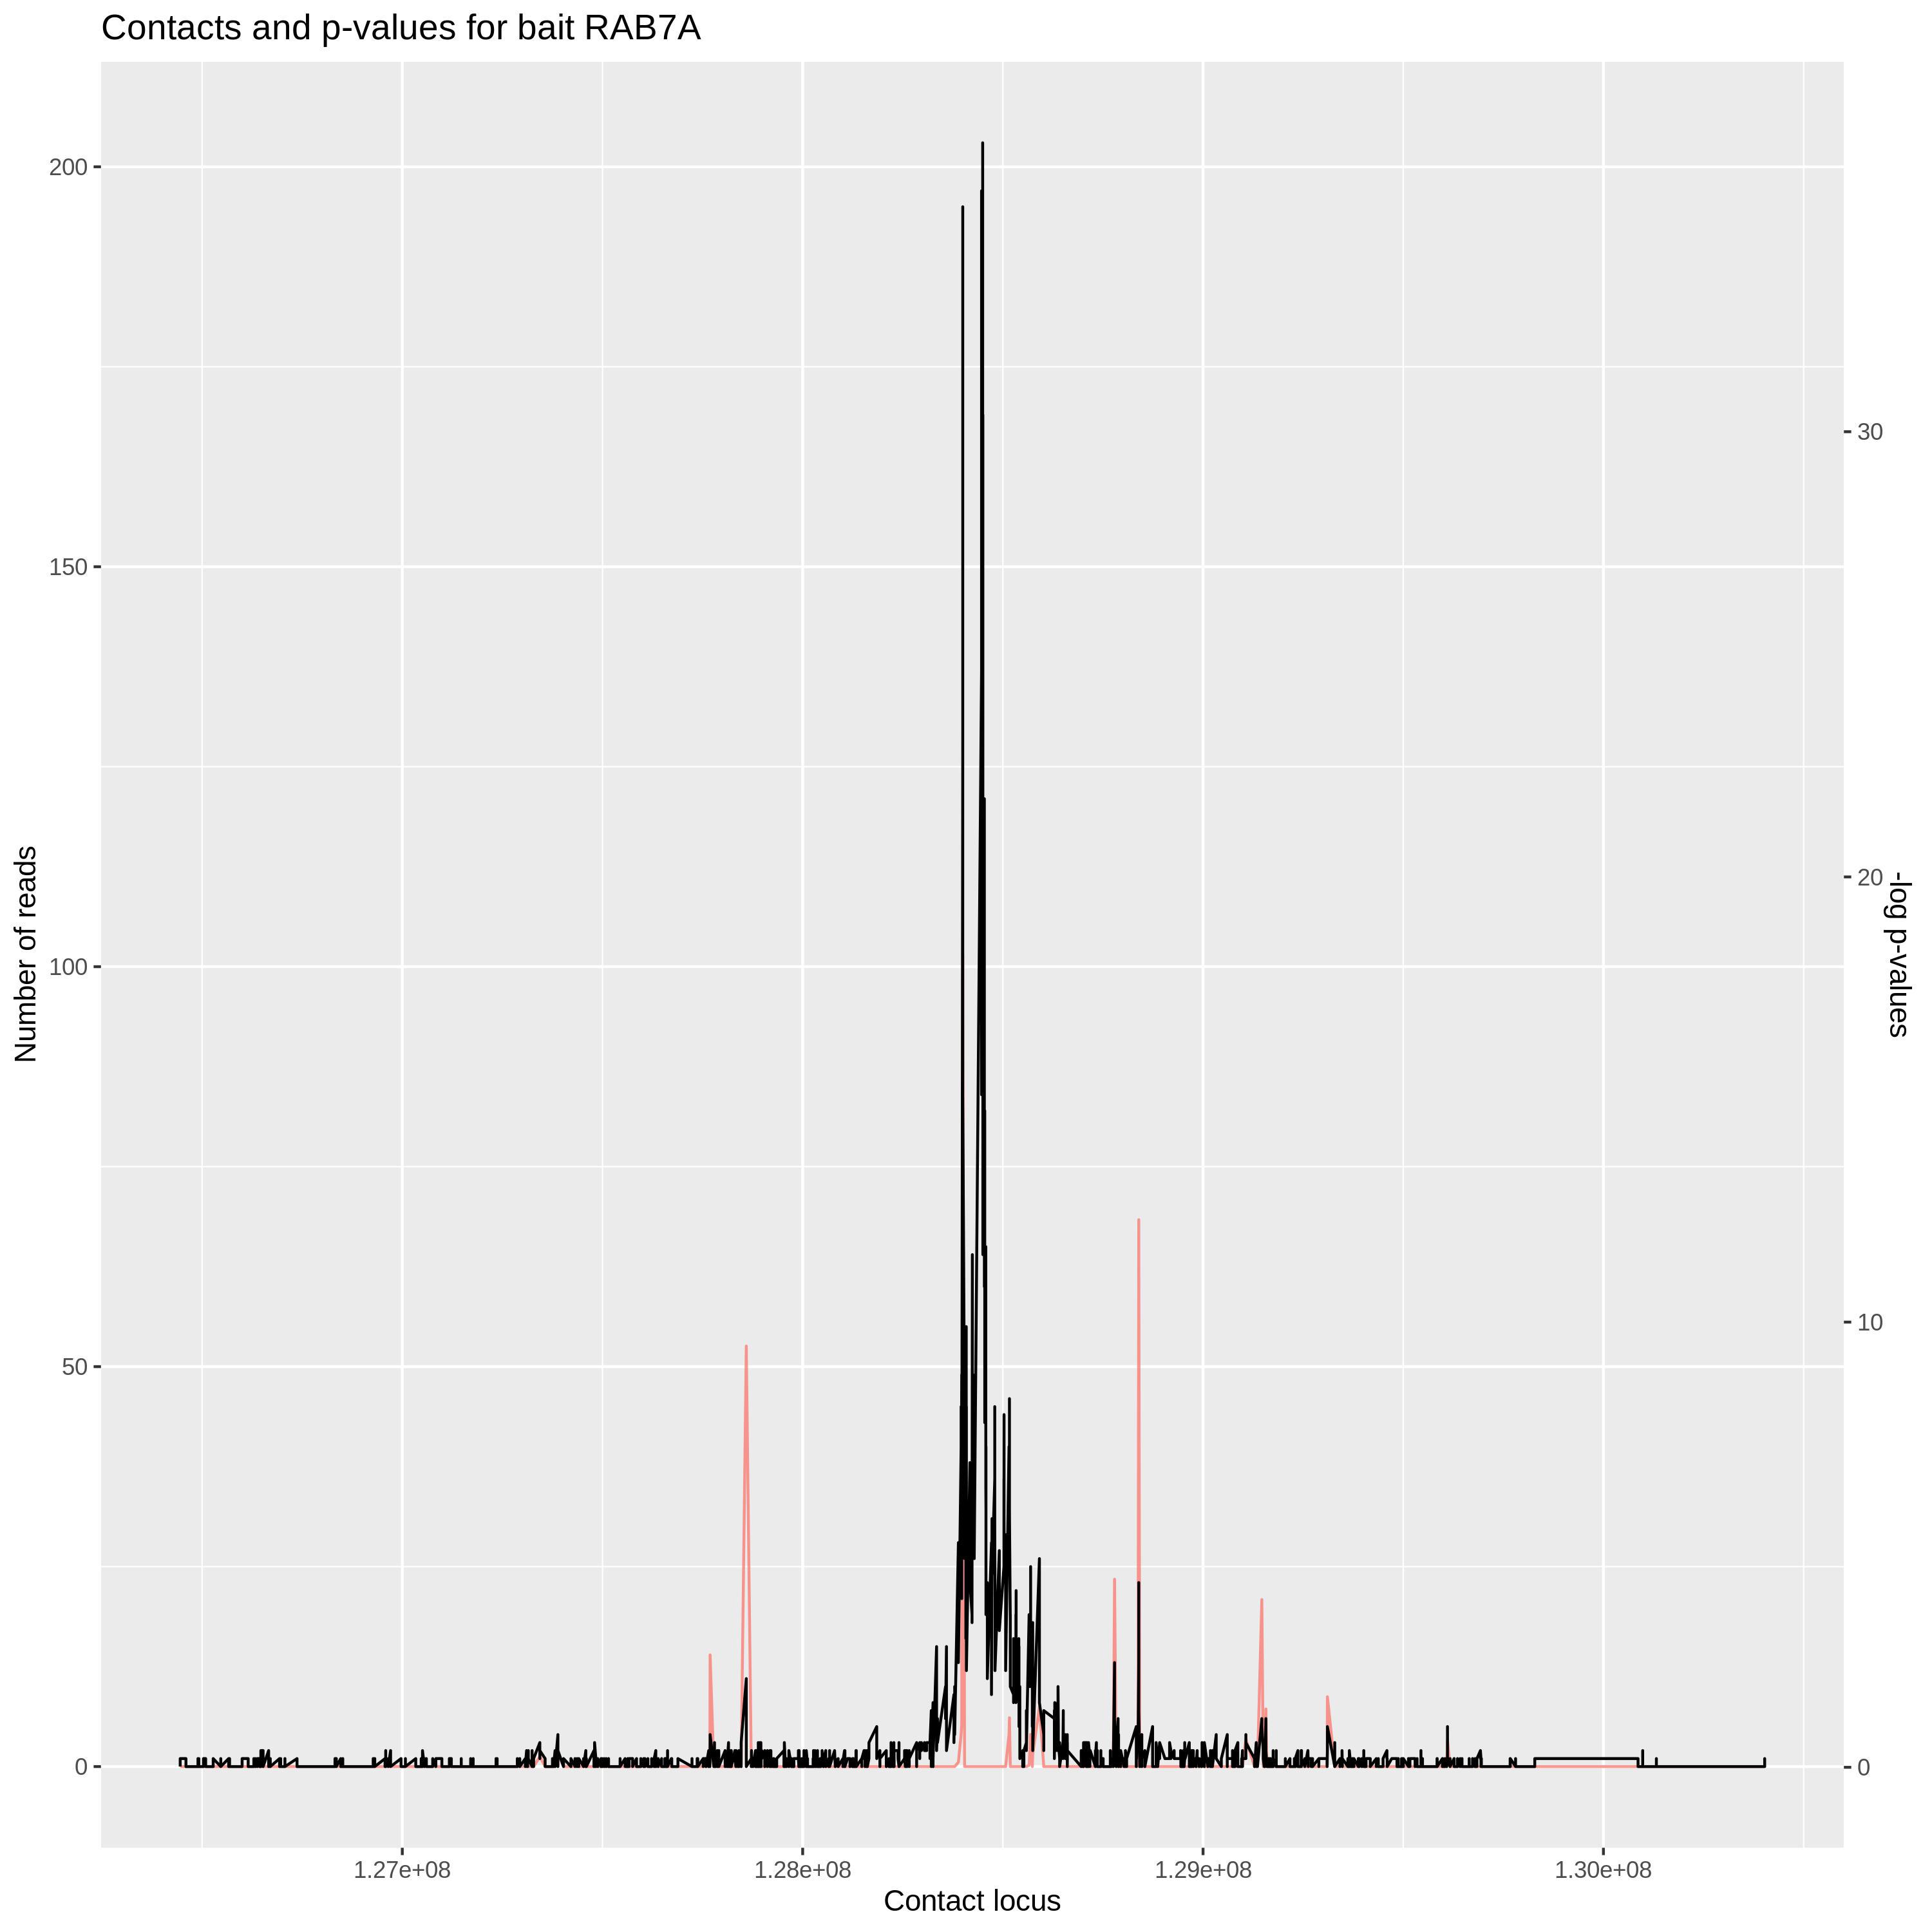 Contacts and p-values for bait RAB7A
200
150
100
50
0
Number of reads
30
20
10
0
-log p-values
1.27e+08
1.28e+08
1.29e+08
1.30e+08
Contact locus